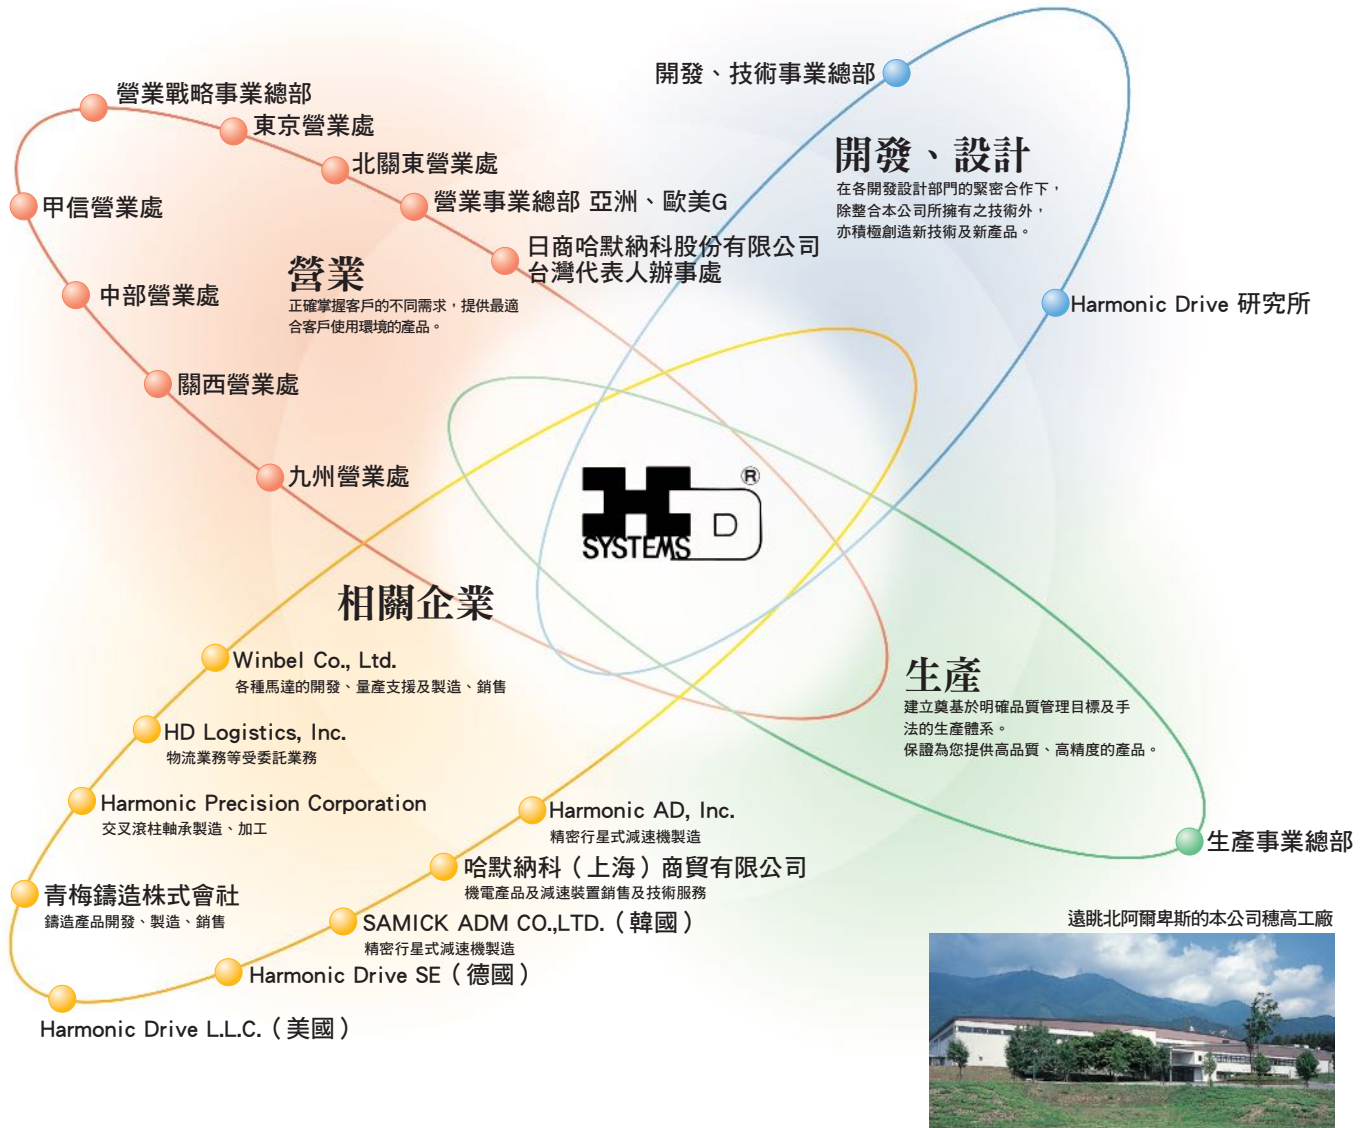 營業戰略事業總部
東京營業處
北關東營業處
營業事業總部 亞洲、歐美G
日商哈默納科股份有限公司
台灣代表人辦事處
甲信營業處
中部營業處
關西營業處
九州營業處
營業
正確掌握客戶的不同需求，提供最適
合客戶使用環境的產品。
開發、技術事業總部
開發、設計
在各開發設計部門的緊密合作下，
除整合本公司所擁有之技術外，
亦積極創造新技術及新產品。
Harmonic Drive 研究所
HD
SYSTEMS
®
相關企業
Winbel Co., Ltd.
各種馬達的開發、量產支援及製造、銷售
HD Logistics, Inc.
物流業務等受委託業務
Harmonic Precision Corporation
交叉滾柱軸承製造、加工
青梅鑄造株式會社
鑄造產品開發、製造、銷售
Harmonic Drive L.L.C.（美國）
Harmonic Drive SE（德國）
SAMICK ADM CO.,LTD.（韓國）
精密行星式減速機製造
哈默納科（上海）商貿有限公司
機電產品及減速裝置銷售及技術服務
Harmonic AD, Inc.
精密行星式減速機製造
生產
建立奠基於明確品質管理目標及手
法的生產體系。
保證為您提供高品質、高精度的產品。
生產事業總部
遠眺北阿爾卑斯的本公司穗高工廠